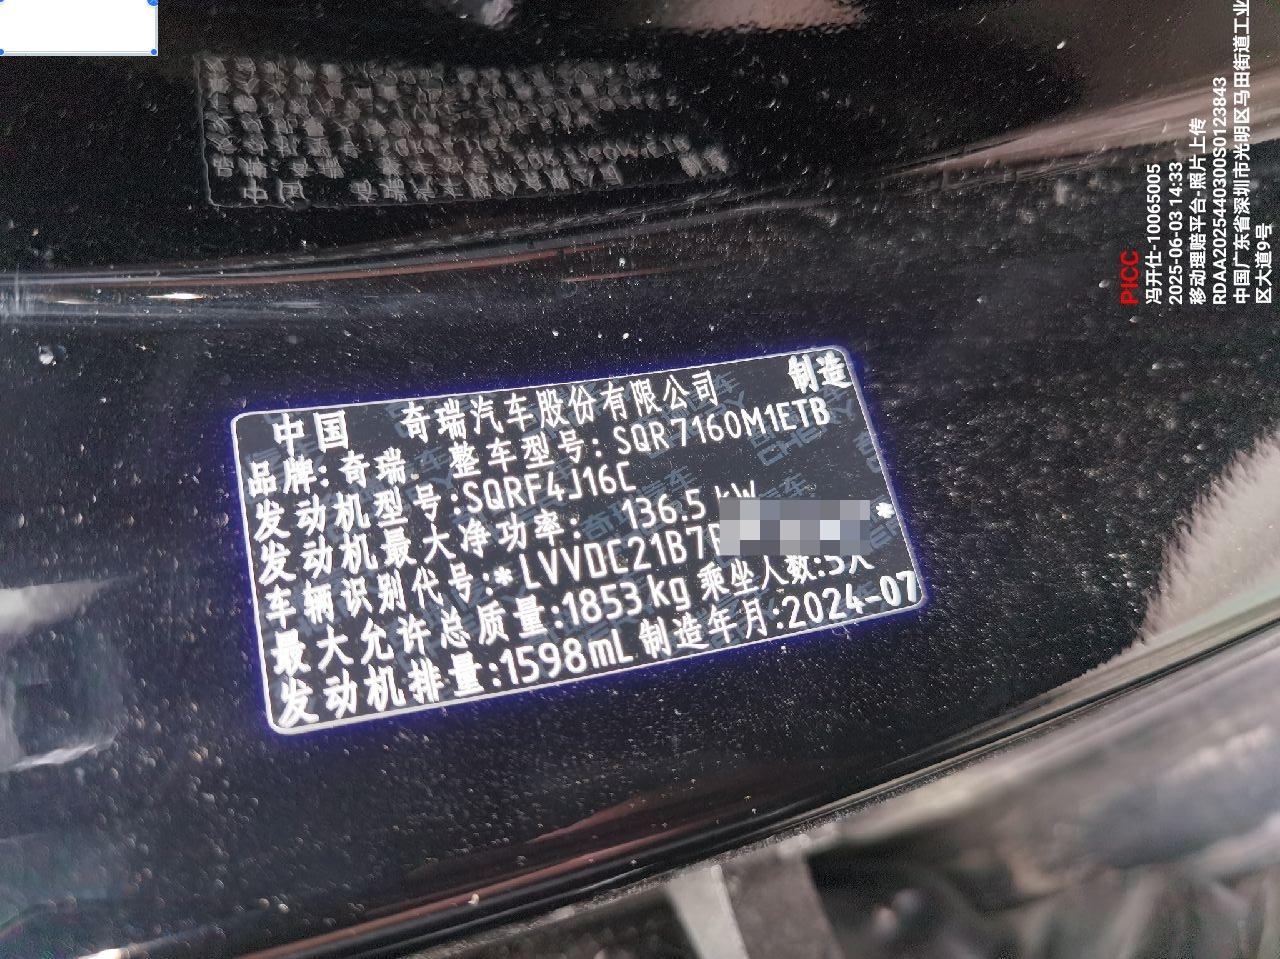 中国 奇瑞汽车股份有限公司 制造
品牌:奇瑞 整车型号:SQR7160M1ETB
发动机型号:SQRF4J16C
发动机最大净功率: 136.5 kW
车辆识别代号:*LVVDC21B7 *
最大允许总质量:1853kg 乘坐人数:5人
发动机排量:1598mL 制造年月:2024-07
PICC
冯开仕-10065005
2025-06-03 14:33
移动理赔平台-照片上传
RDAA2025440300S0123843
中国广东省深圳市光明区马田街道工业
区大道9号